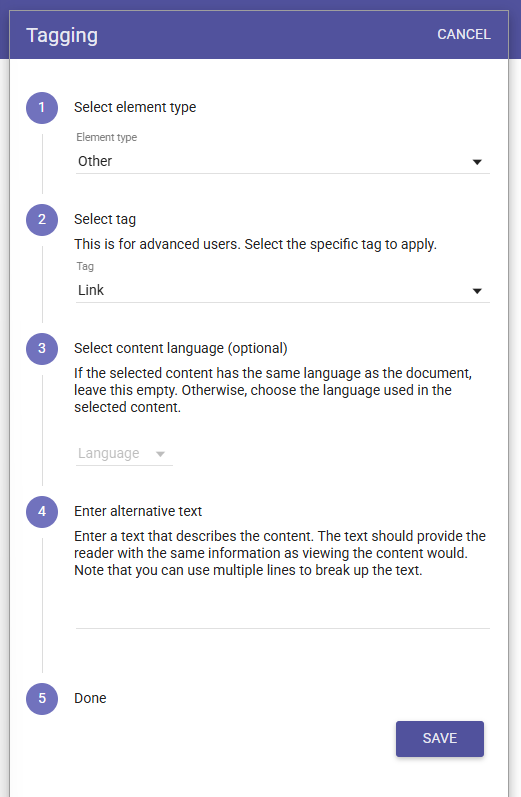 Tagging
CANCEL
1
Select element type
Element type
Other
2
Select tag
This is for advanced users. Select the specific tag to apply.
Tag
Link
3
Select content language (optional)
If the selected content has the same language as the document,
leave this empty. Otherwise, choose the language used in the
selected content.
Language
4
Enter alternative text
Enter a text that describes the content. The text should provide the
reader with the same information as viewing the content would.
Note that you can use multiple lines to break up the text.
5
Done
SAVE